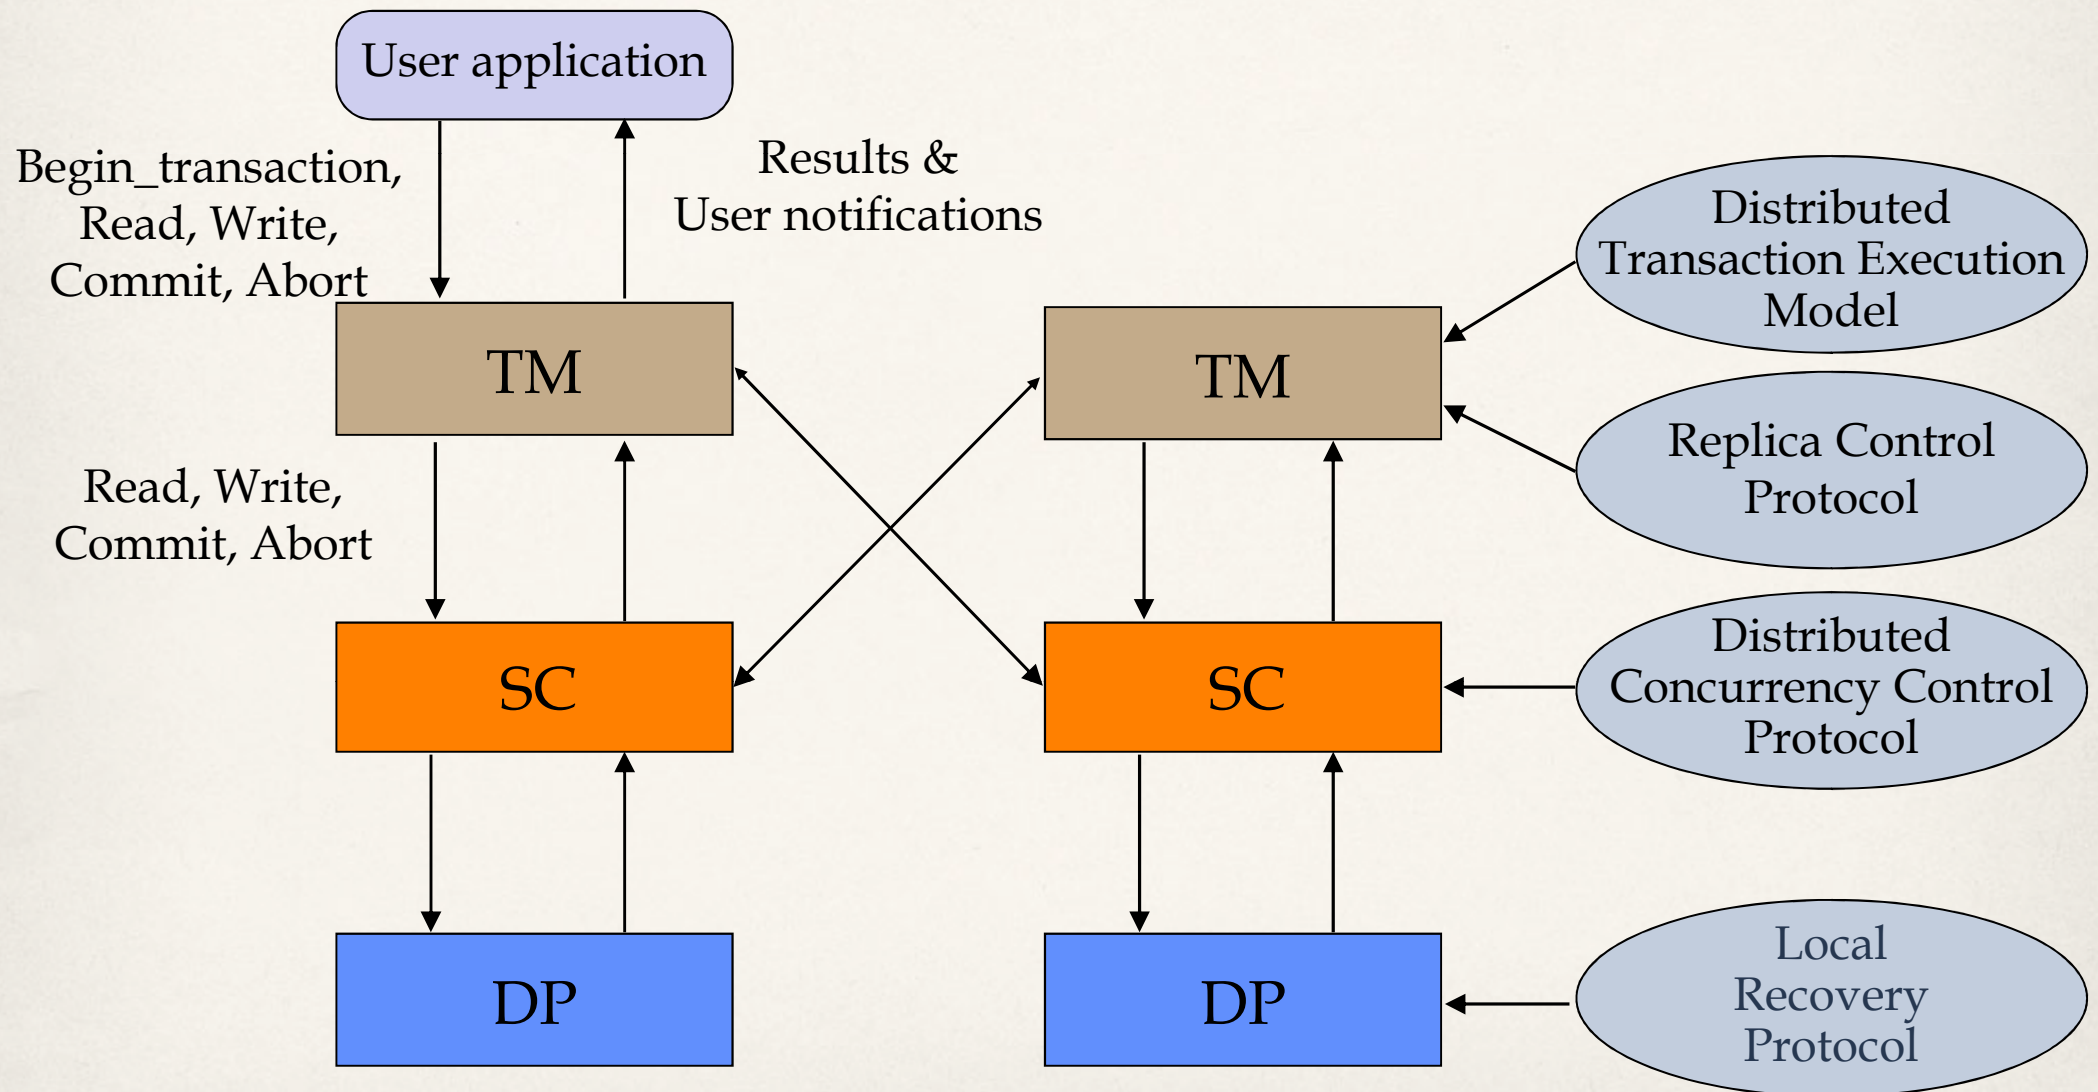 User application
Begin_transaction,
Read, Write,
Commit, Abort
Results &
User notifications
TM
TM
Distributed
Transaction Execution
Model
Replica Control
Protocol
Read, Write,
Commit, Abort
SC
SC
Distributed
Concurrency Control
Protocol
DP
DP
Local
Recovery
Protocol